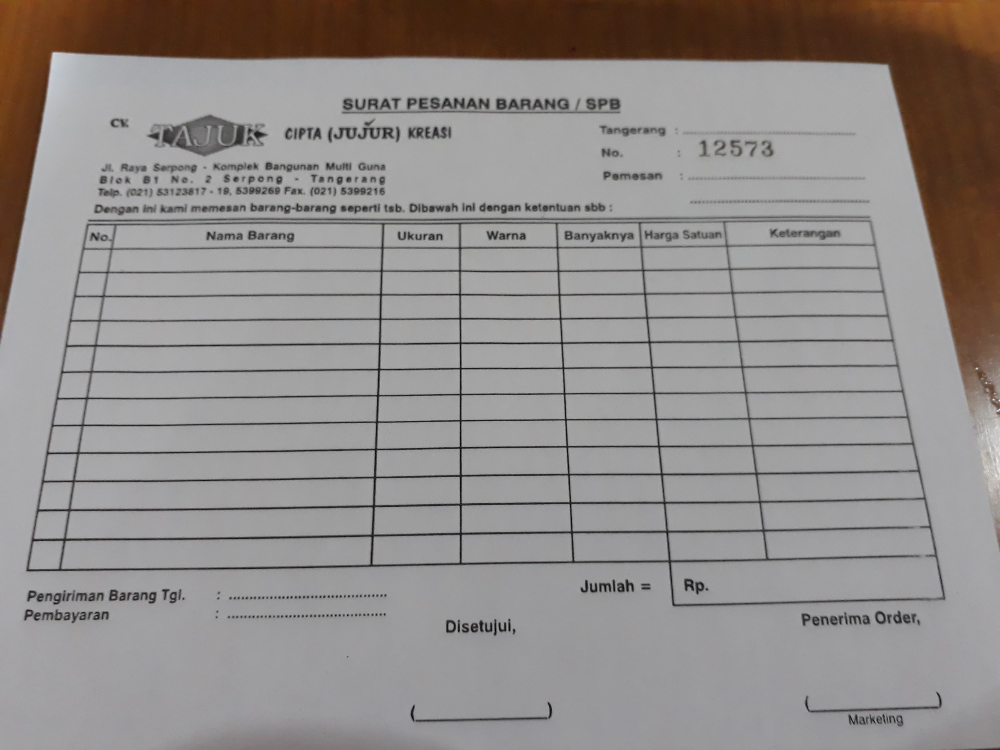 SURAT PESANAN BARANG / SPB
CV. TAJUK CIPTA (JUJUR) KREASI
Jl. Raya Serpong - Komplek Bangunan Multi Guna
Blok B1 No. 2 Serpong - Tangerang
Telp. (021) 53123817 - 19, 5399269 Fax. (021) 5399216
Tangerang :
No. : 12573
Pemesan :
Dengan ini kami memesan barang-barang seperti tsb. Dibawah ini dengan ketentuan sbb :
No. Nama Barang Ukuran Warna Banyaknya Harga Satuan Keterangan
Jumlah = Rp.
Pengiriman Barang Tgl. :
Pembayaran :
Disetujui,
Penerima Order,
(                    )
(                    )
Marketing